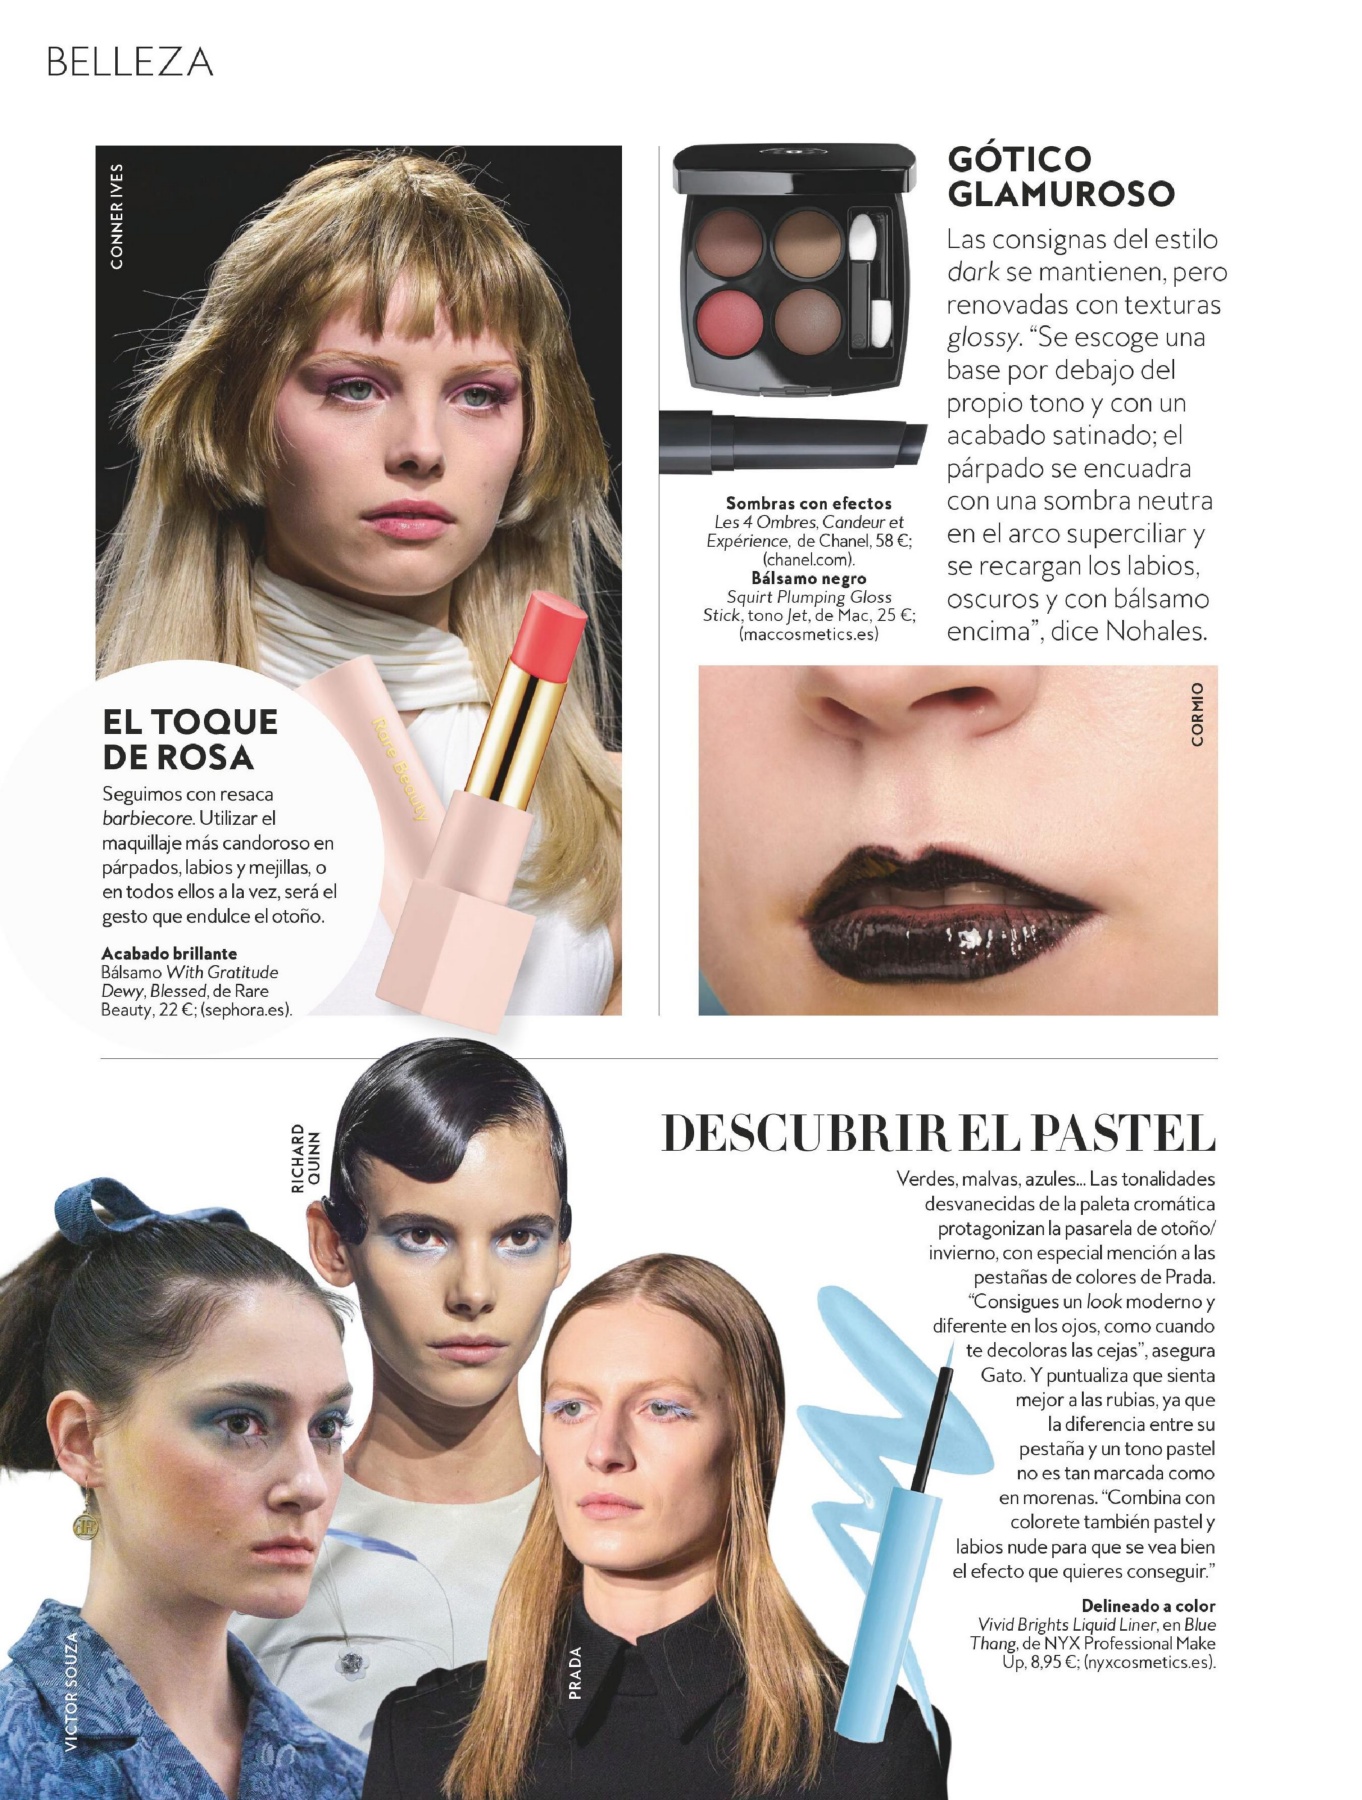 BELLEZA
CONNER IVES
EL TOQUE
DE ROSA
Seguimos con resaca
barbiecore. Utilizar el
maquillaje más candoroso en
párpados, labios y mejillas, o
en todos ellos a la vez, será el
gesto que endulce el otoño.
Acabado brillante
Bálsamo With Gratitude
Dewy, Blessed, de Rare
Beauty, 22 €; (sephora.es).
Rare Beauty
Sombras con efectos
Les 4 Ombres, Candeur et
Expérience, de Chanel, 58 €;
(chanel.com).
Bálsamo negro
Squirt Plumping Gloss
Stick, tono Jet, de Mac, 25 €;
(maccosmetics.es)
GÓTICO
GLAMUROSO
Las consignas del estilo
dark se mantienen, pero
renovadas con texturas
glossy. “Se escoge una
base por debajo del
propio tono y con un
acabado satinado; el
párpado se encuadra
con una sombra neutra
en el arco superciliar y
se recargan los labios,
oscuros y con bálsamo
encima”, dice Nohales.
CORMIO
RICHARD
QUINN
VICTOR SOUZA
PRADA
DESCUBRIR EL PASTEL
Verdes, malvas, azules... Las tonalidades
desvanecidas de la paleta cromática
protagonizan la pasarela de otoño/
invierno, con especial mención a las
pestañas de colores de Prada.
“Consigues un look moderno y
diferente en los ojos, como cuando
te decoloras las cejas”, asegura
Gato. Y puntualiza que sienta
mejor a las rubias, ya que
la diferencia entre su
pestaña y un tono pastel
no es tan marcada como
en morenas. “Combina con
colorete también pastel y
labios nude para que se vea bien
el efecto que quieres conseguir.”
Delineado a color
Vivid Brights Liquid Liner, en Blue
Thang, de NYX Professional Make
Up, 8,95 €; (nyxcosmetics.es).